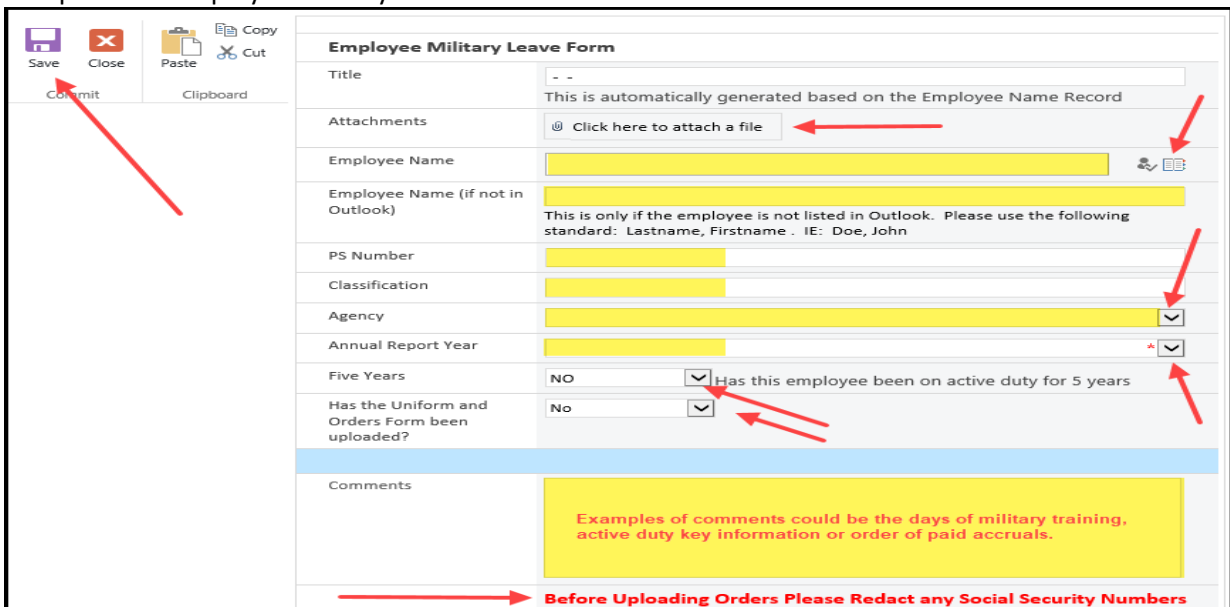 Save
Close
Paste
Copy
Cut
Clipboard
Employee Military Leave Form
Title
- -
This is automatically generated based on the Employee Name Record
Attachments
Click here to attach a file
Employee Name
Employee Name (if not in
Outlook)
This is only if the employee is not listed in Outlook. Please use the following
standard: Lastname, Firstname . IE: Doe, John
PS Number
Classification
Agency
Annual Report Year
*
Five Years
NO
Has this employee been on active duty for 5 years
Has the Uniform and
Orders Form been
uploaded?
No
Comments
Examples of comments could be the days of military training,
active duty key information or order of paid accruals.
Before Uploading Orders Please Redact any Social Security Numbers